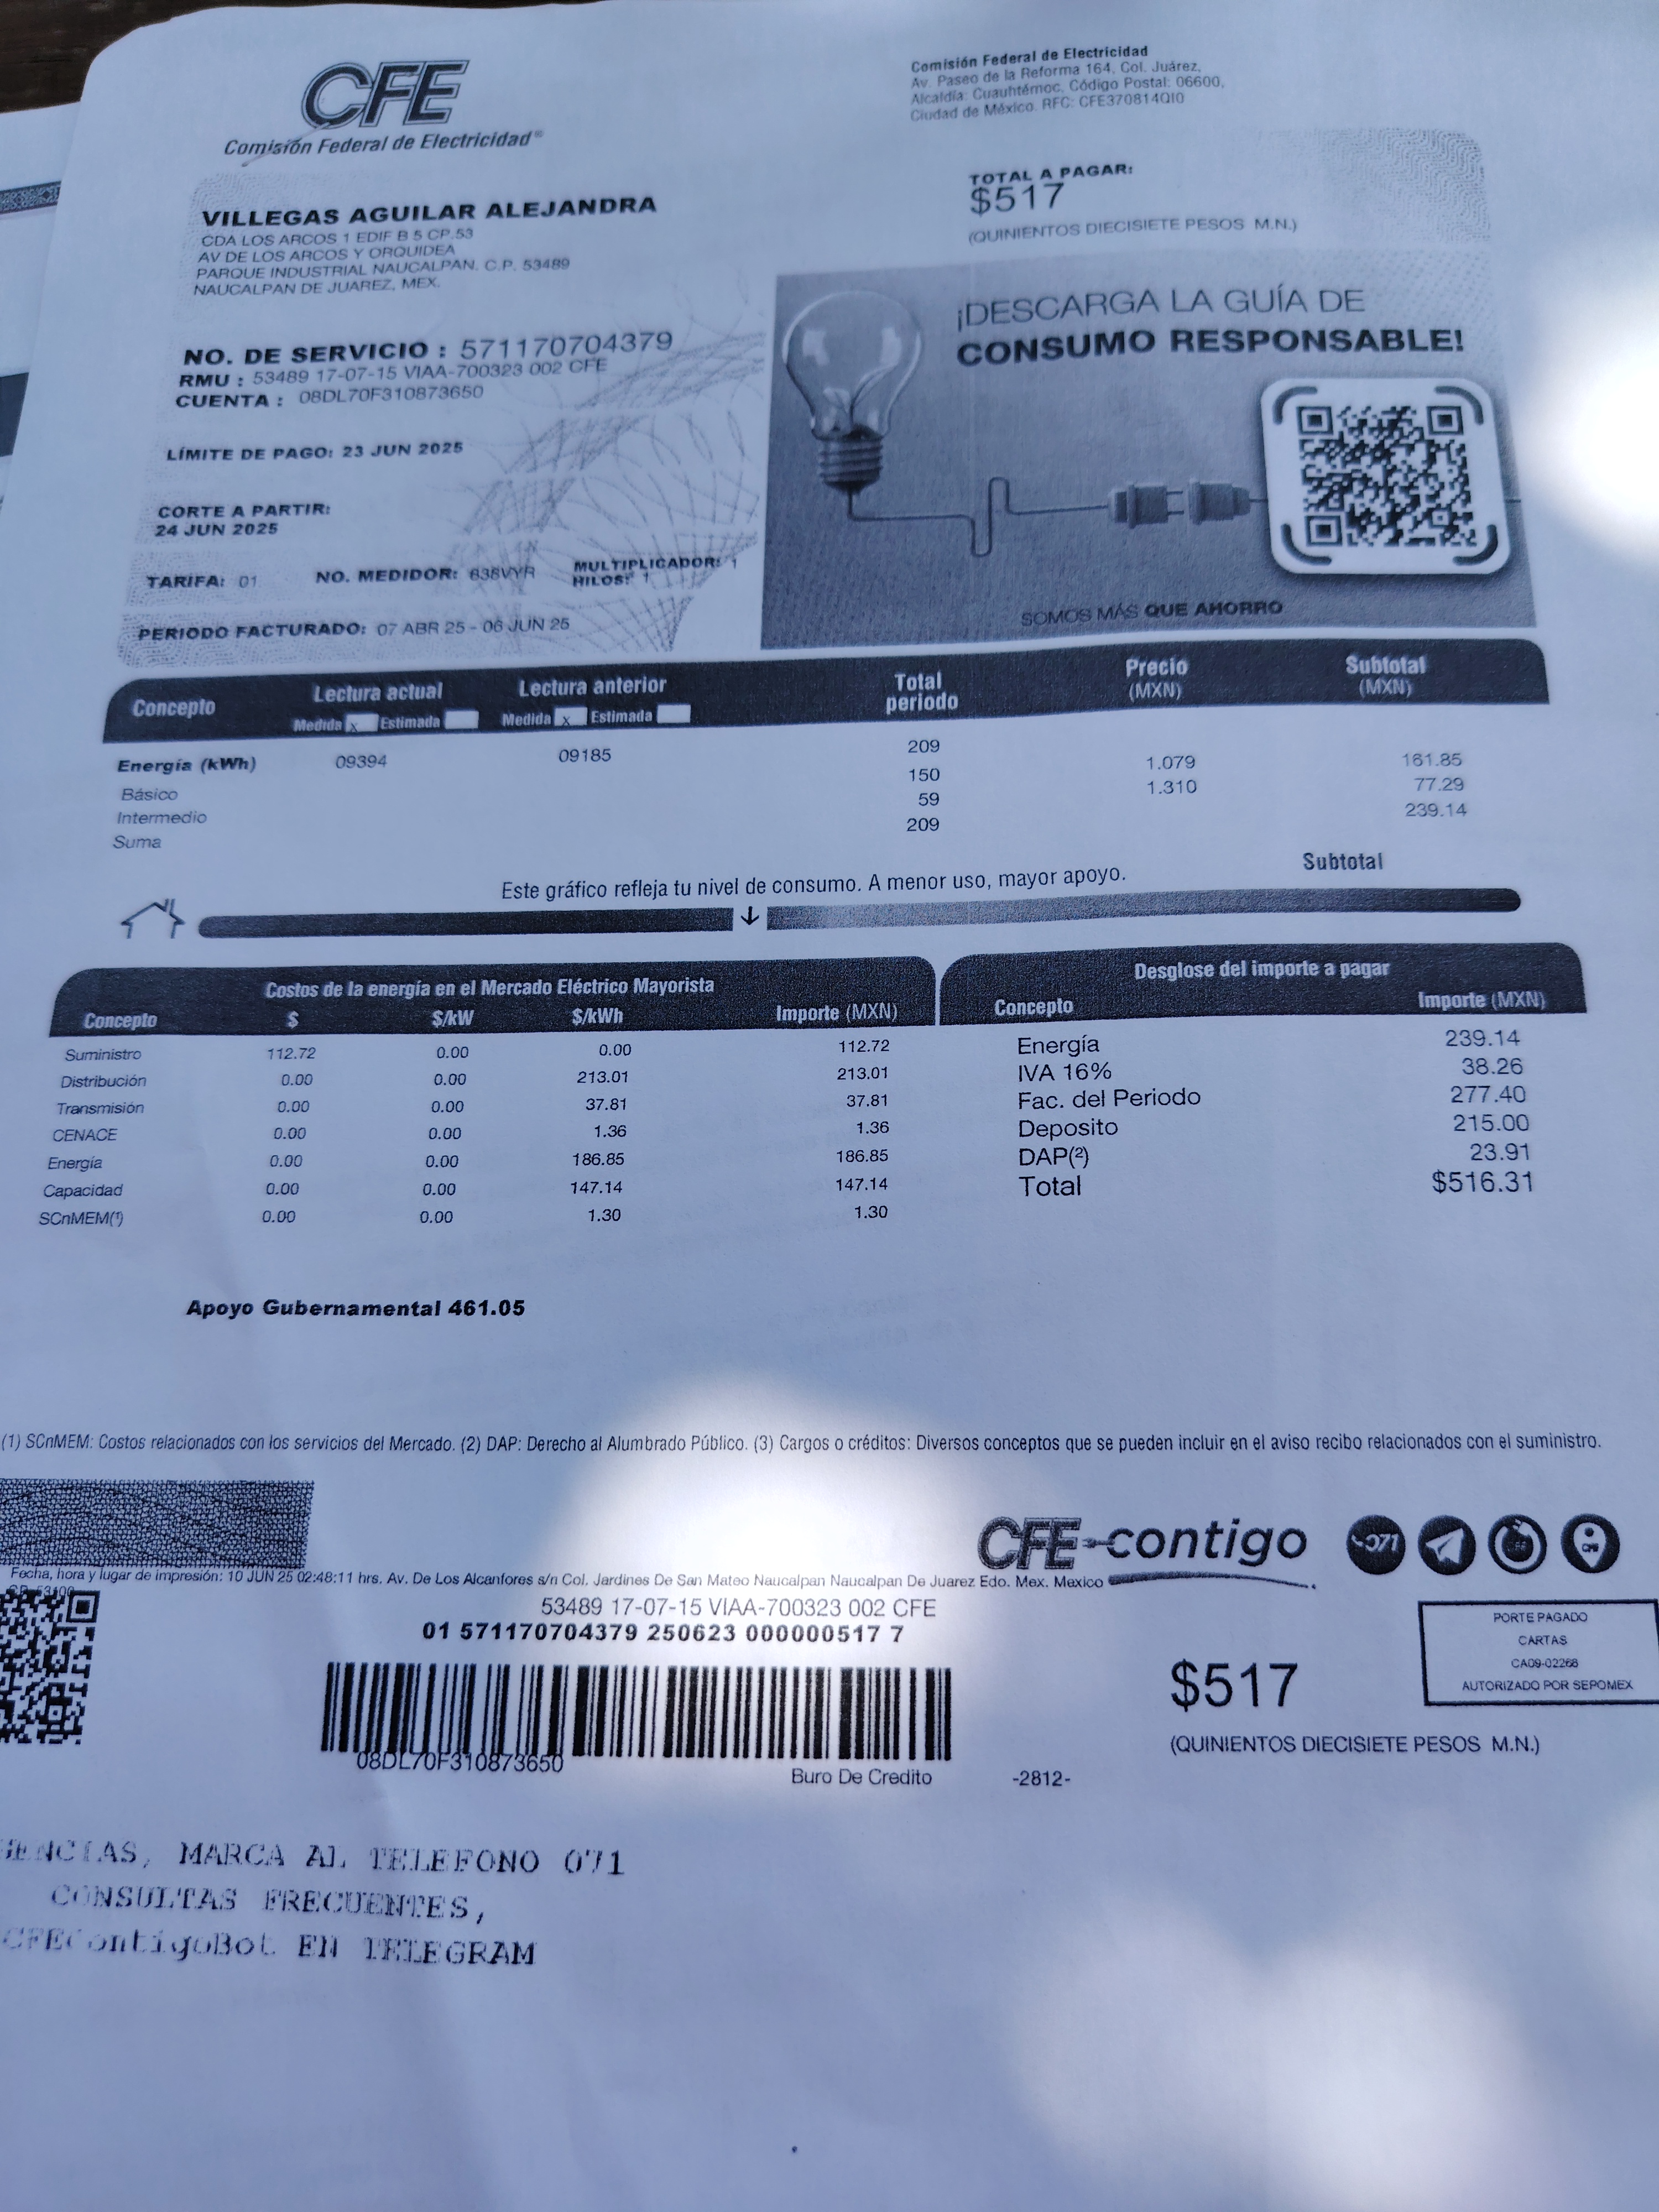 CFE
Comisión Federal de Electricidad®
Comisión Federal de Electricidad
Av. Paseo de la Reforma 164, Col. Juárez,
Alcaldía: Cuauhtémoc, Código Postal: 06600,
Ciudad de México. RFC: CFE370814QI0
TOTAL A PAGAR:
$517
(QUINIENTOS DIECISIETE PESOS M.N.)
VILLEGAS AGUILAR ALEJANDRA
CDA LOS ARCOS 1 EDIF B 5 CP.53
AV DE LOS ARCOS Y ORQUIDEA
PARQUE INDUSTRIAL NAUCALPAN. C.P. 53489
NAUCALPAN DE JUAREZ, MEX.
NO. DE SERVICIO : 571170704379
RMU : 53489 17-07-15 VIAA-700323 002 CFE
CUENTA : 08DL70F310873650
LÍMITE DE PAGO: 23 JUN 2025
CORTE A PARTIR:
24 JUN 2025
TARIFA: 01 NO. MEDIDOR: 638VYR MULTIPLICADOR: 1
HILOS: 1
PERIODO FACTURADO: 07 ABR 25 - 06 JUN 25
¡DESCARGA LA GUÍA DE
CONSUMO RESPONSABLE!
SOMOS MÁS QUE AHORRO
Concepto Lectura actual Lectura anterior Total periodo Precio (MXN) Subtotal (MXN)
Medida x Estimada Medida x Estimada
Energía (kWh) 09394 09185 209
Básico 150 1.079 161.85
Intermedio 59 1.310 77.29
Suma 209 239.14
Subtotal
Este gráfico refleja tu nivel de consumo. A menor uso, mayor apoyo.
Costos de la energía en el Mercado Eléctrico Mayorista
Concepto $ $/kW $/kWh Importe (MXN)
Suministro 112.72 0.00 0.00 112.72
Distribución 0.00 0.00 213.01 213.01
Transmisión 0.00 0.00 37.81 37.81
CENACE 0.00 0.00 1.36 1.36
Energía 0.00 0.00 186.85 186.85
Capacidad 0.00 0.00 147.14 147.14
SCnMEM(¹) 0.00 0.00 1.30 1.30
Desglose del importe a pagar
Concepto Importe (MXN)
Energía 239.14
IVA 16% 38.26
Fac. del Periodo 277.40
Deposito 215.00
DAP(²) 23.91
Total $516.31
Apoyo Gubernamental 461.05
(1) SCnMEM: Costos relacionados con los servicios del Mercado. (2) DAP: Derecho al Alumbrado Público. (3) Cargos o créditos: Diversos conceptos que se pueden incluir en el aviso recibo relacionados con el suministro.
CFE contigo
071
Fecha, hora y lugar de impresión: 10 JUN 25 02:48:11 hrs. Av. De Los Alcanfores s/n Col. Jardines De San Mateo Naucalpan Naucalpan De Juarez Edo. Mex. Mexico
CP. 53100
53489 17-07-15 VIAA-700323 002 CFE
01 571170704379 250623 000000517 7
08DL70F310873650
Buro De Credito -2812-
$517
(QUINIENTOS DIECISIETE PESOS M.N.)
PORTE PAGADO
CARTAS
CA09-02268
AUTORIZADO POR SEPOMEX
MARCA AL TELEFONO 071
CONSULTAS FRECUENTES,
CFEContigoBot EN TELEGRAM